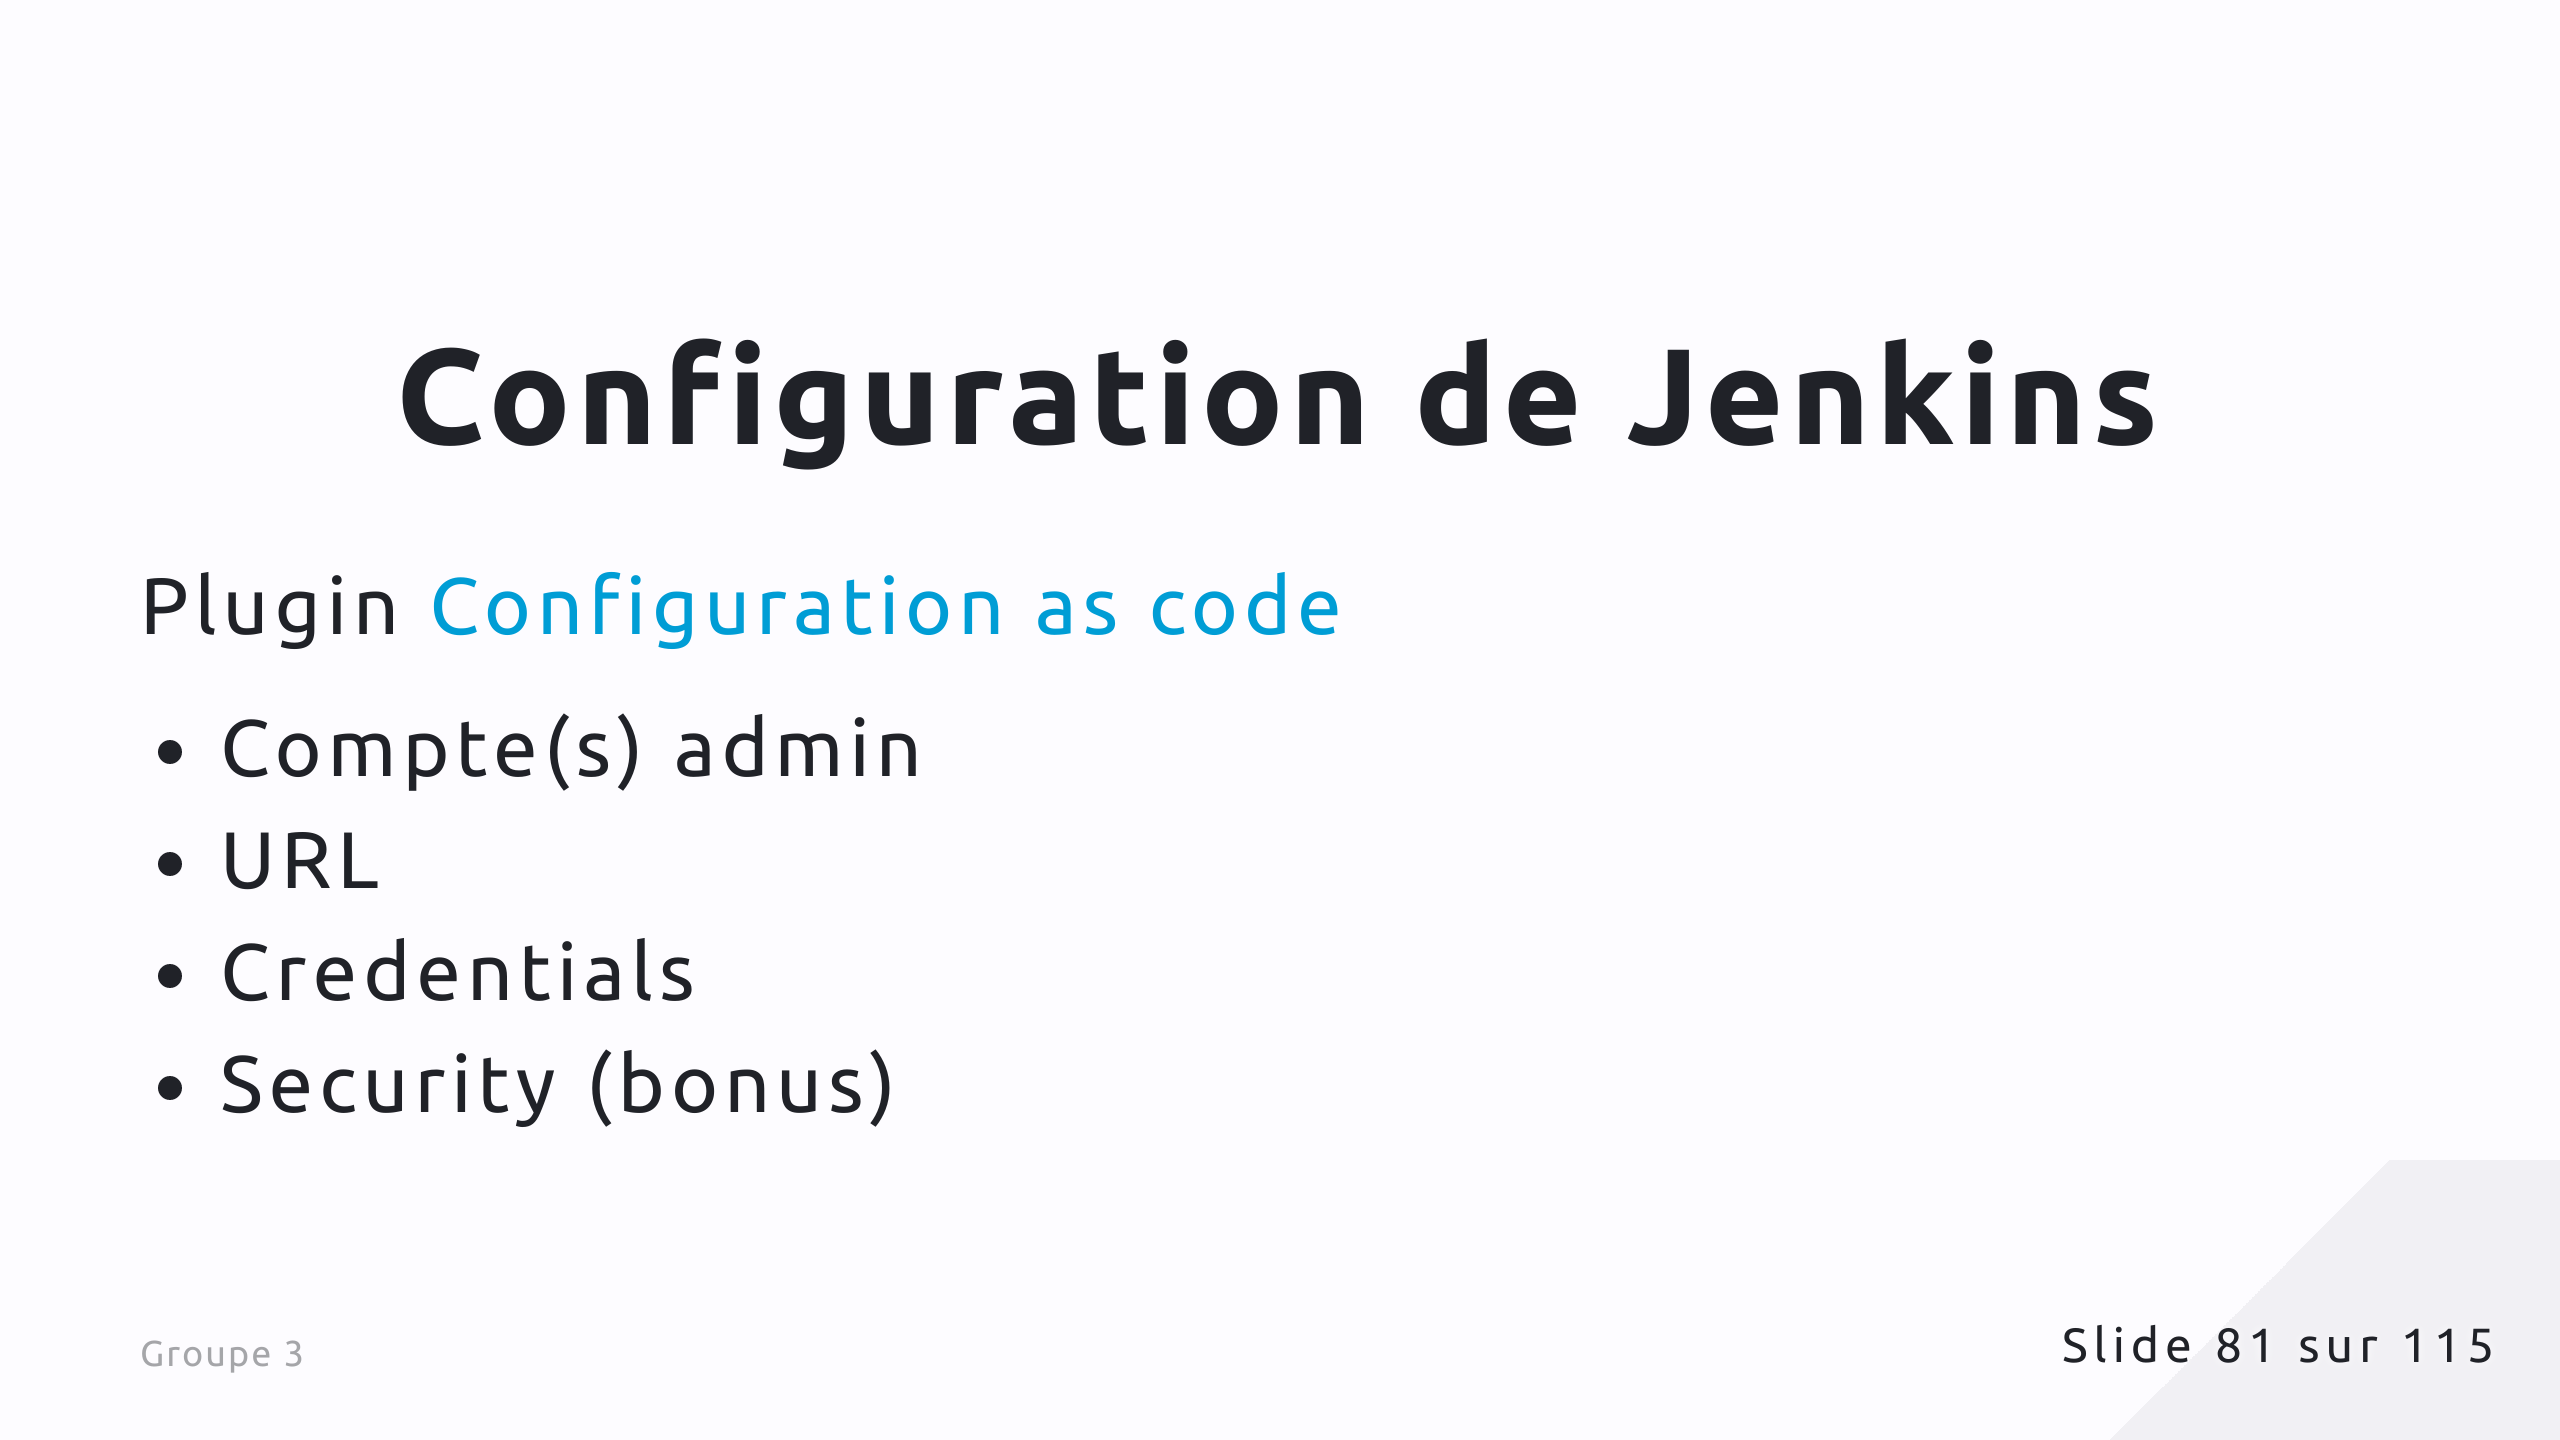 Configuration de Jenkins
Plugin Configuration as code
• Compte(s) admin
• URL
• Credentials
• Security (bonus)
Groupe 3
Slide 81 sur 115